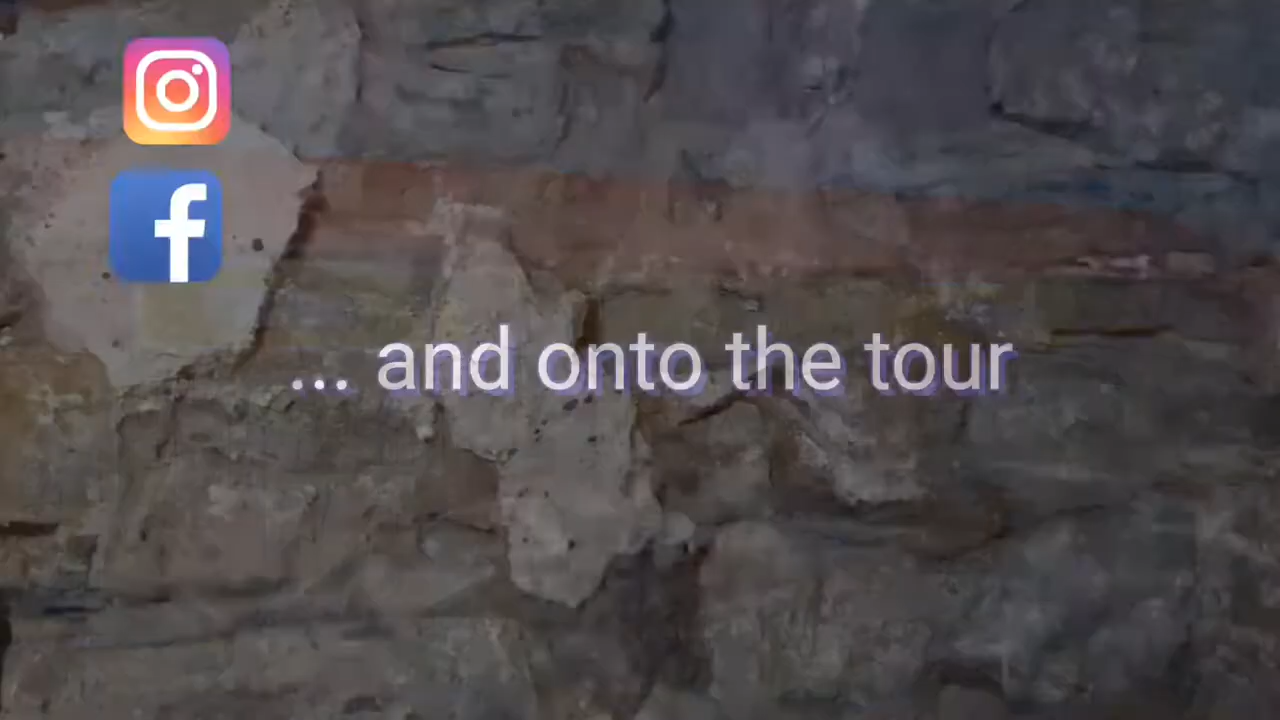 ... and onto the tour